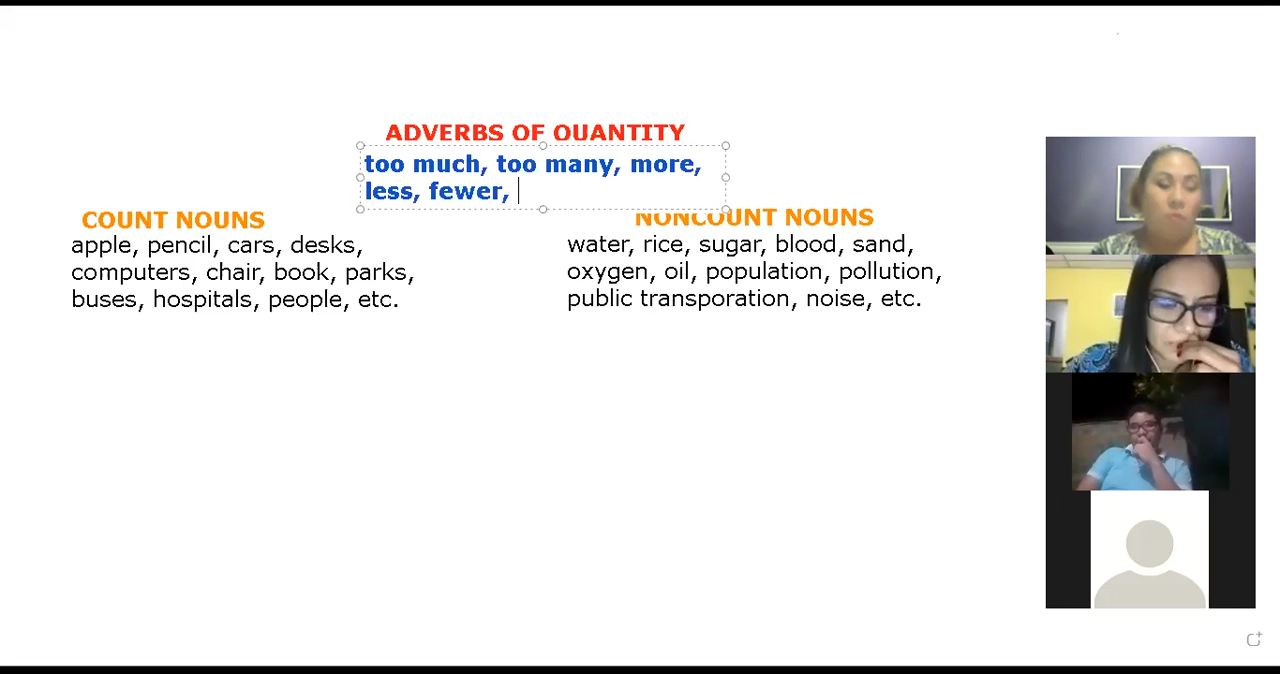 ADVERBS OF QUANTITY
too much, too many, more,
less, fewer,
COUNT NOUNS
apple, pencil, cars, desks,
computers, chair, book, parks,
buses, hospitals, people, etc.
NONCOUNT NOUNS
water, rice, sugar, blood, sand,
oxygen, oil, population, pollution,
public transporation, noise, etc.